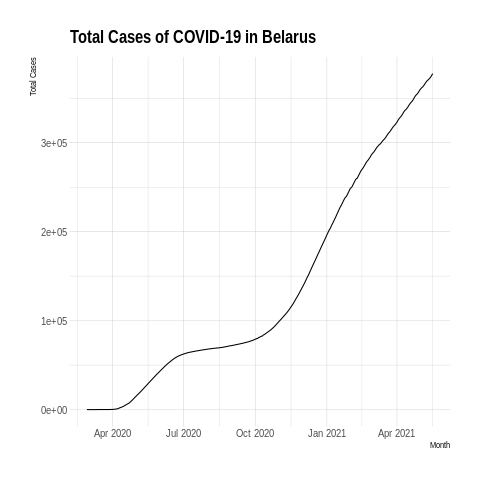 Total Cases of COVID-19 in Belarus
Total Cases
3e+05
2e+05
1e+05
0e+00
Apr 2020
Jul 2020
Oct 2020
Jan 2021
Apr 2021
Month